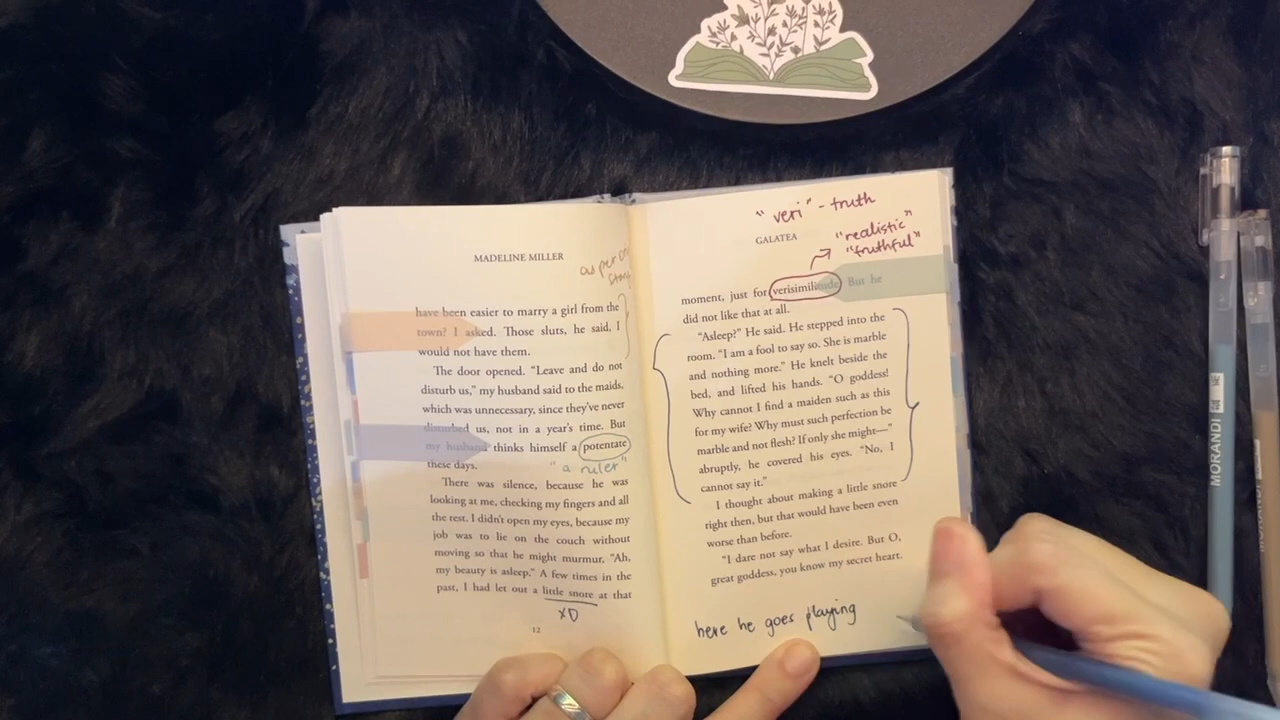 MADELINE MILLER
as per
have been easier to marry a girl from the
town? I asked. Those sluts, he said, I
would not have them.
The door opened. “Leave and do not
disturb us,” my husband said to the maids,
which was unnecessary, since they’ve never
disturbed us, not in a year’s time. But
my husband thinks himself a potentate
these days.
"a ruler"
There was silence, because he was
looking at me, checking my fingers and all
the rest. I didn’t open my eyes, because my
job was to lie on the couch without
moving so that he might murmur, “Ah,
my beauty is asleep.” A few times in the
past, I had let out a little snore at that
XD
12
"veri" - truth
GALATEA
"realistic"
"truthful"
moment, just for verisimilitude. But he
did not like that at all.
“Asleep?” He said. He stepped into the
room. “I am a fool to say so. She is marble
and nothing more.” He knelt beside the
bed, and lifted his hands. “O goddess!
Why cannot I find a maiden such as this
for my wife? Why must such perfection be
marble and not flesh? If only she might—”
abruptly, he covered his eyes. “No, I
cannot say it.”
I thought about making a little snore
right then, but that would have been even
worse than before.
“I dare not say what I desire. But O,
great goddess, you know my secret heart.
here he goes playing
MORANDI
MORANDI